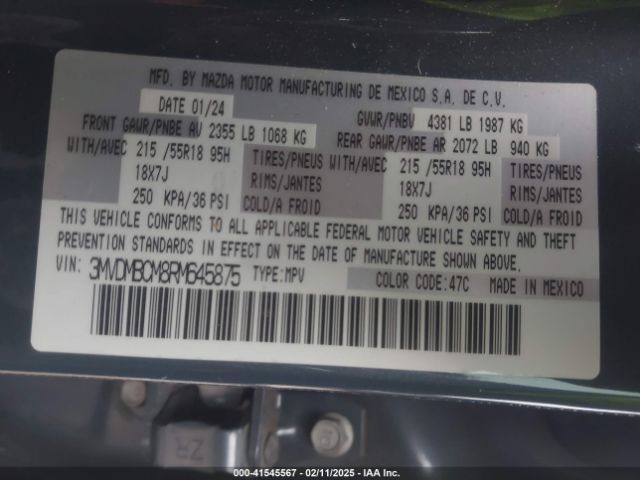 MFD. BY MAZDA MOTOR MANUFACTURING DE MEXICO S.A. DE C.V.
DATE 01/24 GVWR/PNBV 4381 LB 1987 KG
FRONT GAWR/PNBE AV 2355 LB 1068 KG REAR GAWR/PNBE AR 2072 LB 940 KG
WITH/AVEC 215 /55R18 95H TIRES/PNEUS WITH/AVEC 215 /55R18 95H TIRES/PNEUS
18X7J RIMS/JANTES 18X7J RIMS/JANTES
250 KPA/36 PSI COLD/A FROID 250 KPA/36 PSI COLD/A FROID
THIS VEHICLE CONFORMS TO ALL APPLICABLE FEDERAL MOTOR VEHICLE SAFETY AND THEFT
PREVENTION STANDARDS IN EFFECT ON THE DATE OF MANUFACTURE SHOWN ABOVE.
VIN: 3MVDMBCM8RM645875 TYPE:MPV COLOR CODE:47C MADE IN MEXICO
ZR
000-41545567 - 02/11/2025 - IAAI.COM